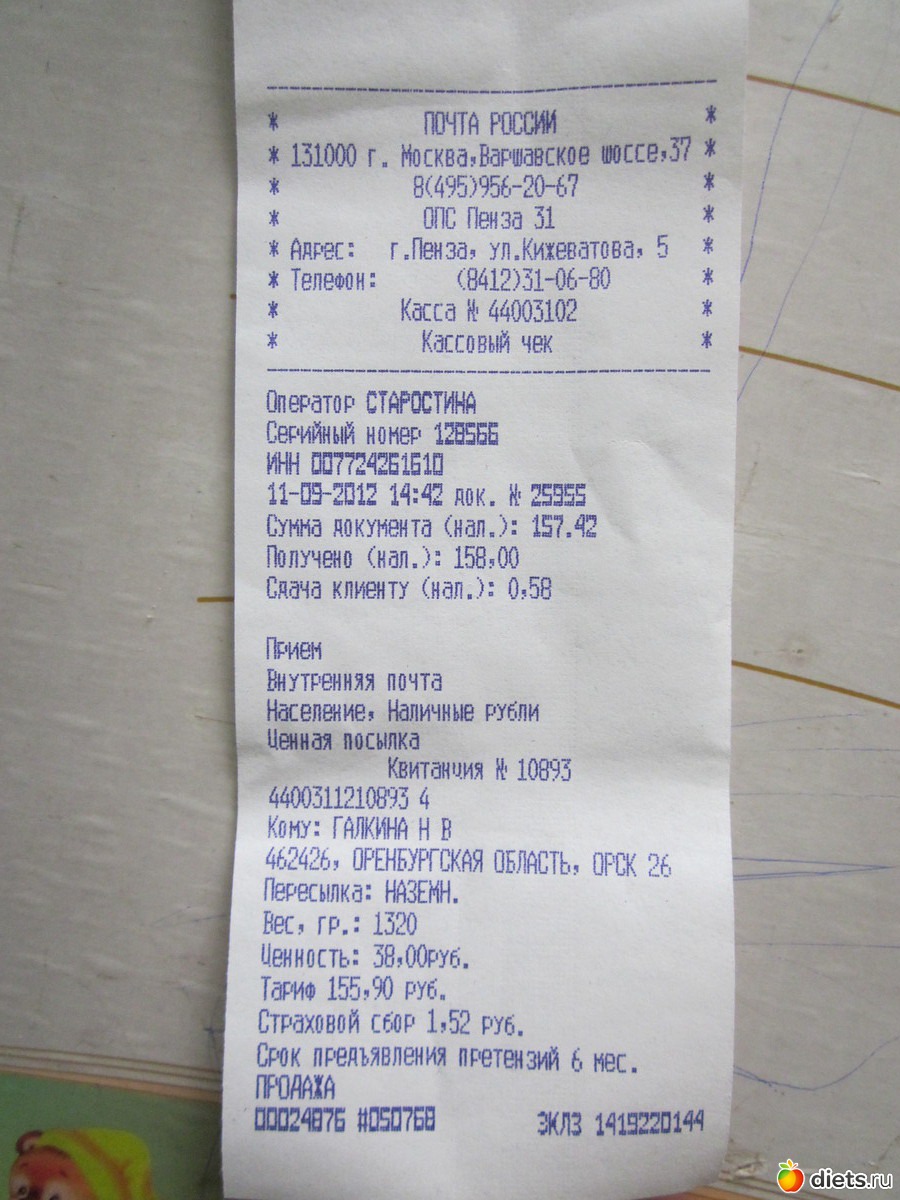 * ПОЧТА РОССИИ *
* 131000 г. Москва,Варшавское шоссе,37 *
* 8(495)956-20-67 *
* ОПС Пенза 31 *
* Адрес: г.Пенза, ул.Кижеватова, 5 *
* Телефон: (8412)31-06-80 *
* Касса № 44003102 *
* Кассовый чек *
Оператор СТАРОСТИНА
Серийный номер 128566
ИНН 007724261610
11-09-2012 14:42 док. № 25955
Сумма документа (нал.): 157.42
Получено (нал.): 158,00
Сдача клиенту (нал.): 0,58
Прием
Внутренняя почта
Население, Наличные рубли
Ценная посылка
Квитанция № 10893
4400311210893 4
Кому: ГАЛКИНА Н В
462426, ОРЕНБУРГСКАЯ ОБЛАСТЬ, ОРСК 26
Пересылка: НАЗЕМН.
Вес, гр.: 1320
Ценность: 38,00руб.
Тариф 155,90 руб.
Страховой сбор 1,52 руб.
Срок предъявления претензий 6 мес.
ПРОДАЖА
00024876 #050768 ЭКЛЗ 1419220144
diets.ru